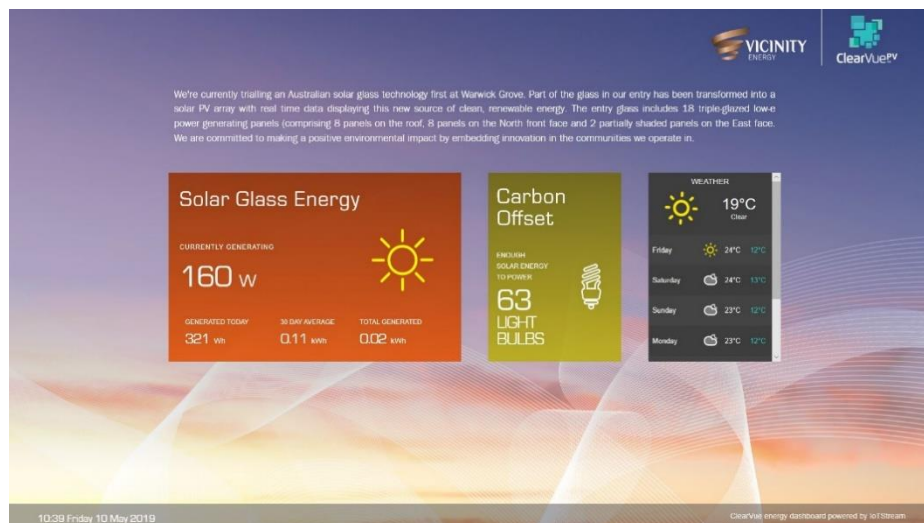 VICINITY
ENERGY
ClearVuePV
We're currently trialling an Australian solar glass technology first at Warwick Grove. Part of the glass in our entry has been transformed into a
solar PV array with real time data displaying this new source of clean, renewable energy. The entry glass includes 18 triple-glazed low-e
power generating panels (comprising 8 panels on the roof, 8 panels on the North front face and 2 partially shaded panels on the East face.
We are committed to making a positive environmental impact by embedding innovation in the communities we operate in.
Solar Glass Energy
CURRENTLY GENERATING
160 W
GENERATED TODAY 30 DAY AVERAGE TOTAL GENERATED
321 Wh 0.11 kWh 0.02 kWh
Carbon
Offset
ENOUGH
SOLAR ENERGY
TO POWER
63
LIGHT
BULBS
WEATHER
19°C
Clear
Friday 24°C 12°C
Saturday 24°C 13°C
Sunday 23°C 12°C
Monday 23°C 12°C
10:39 Friday 10 May 2019
ClearVue energy dashboard powered by IoTStream